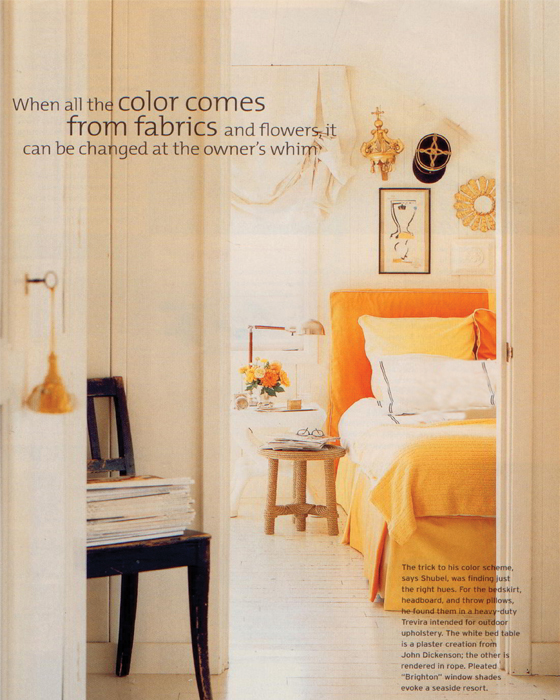 When all the color comes
from fabrics and flowers, it
can be changed at the owner's whim.
The trick to his color scheme,
says Shubel, was finding just
the right hues. For the bedskirt,
headboard, and throw pillows,
he found them in a heavy-duty
Trevira intended for outdoor
upholstery. The white bed table
is a plaster creation from
John Dickenson; the other is
rendered in rope. Pleated
"Brighton" window shades
evoke a seaside resort.